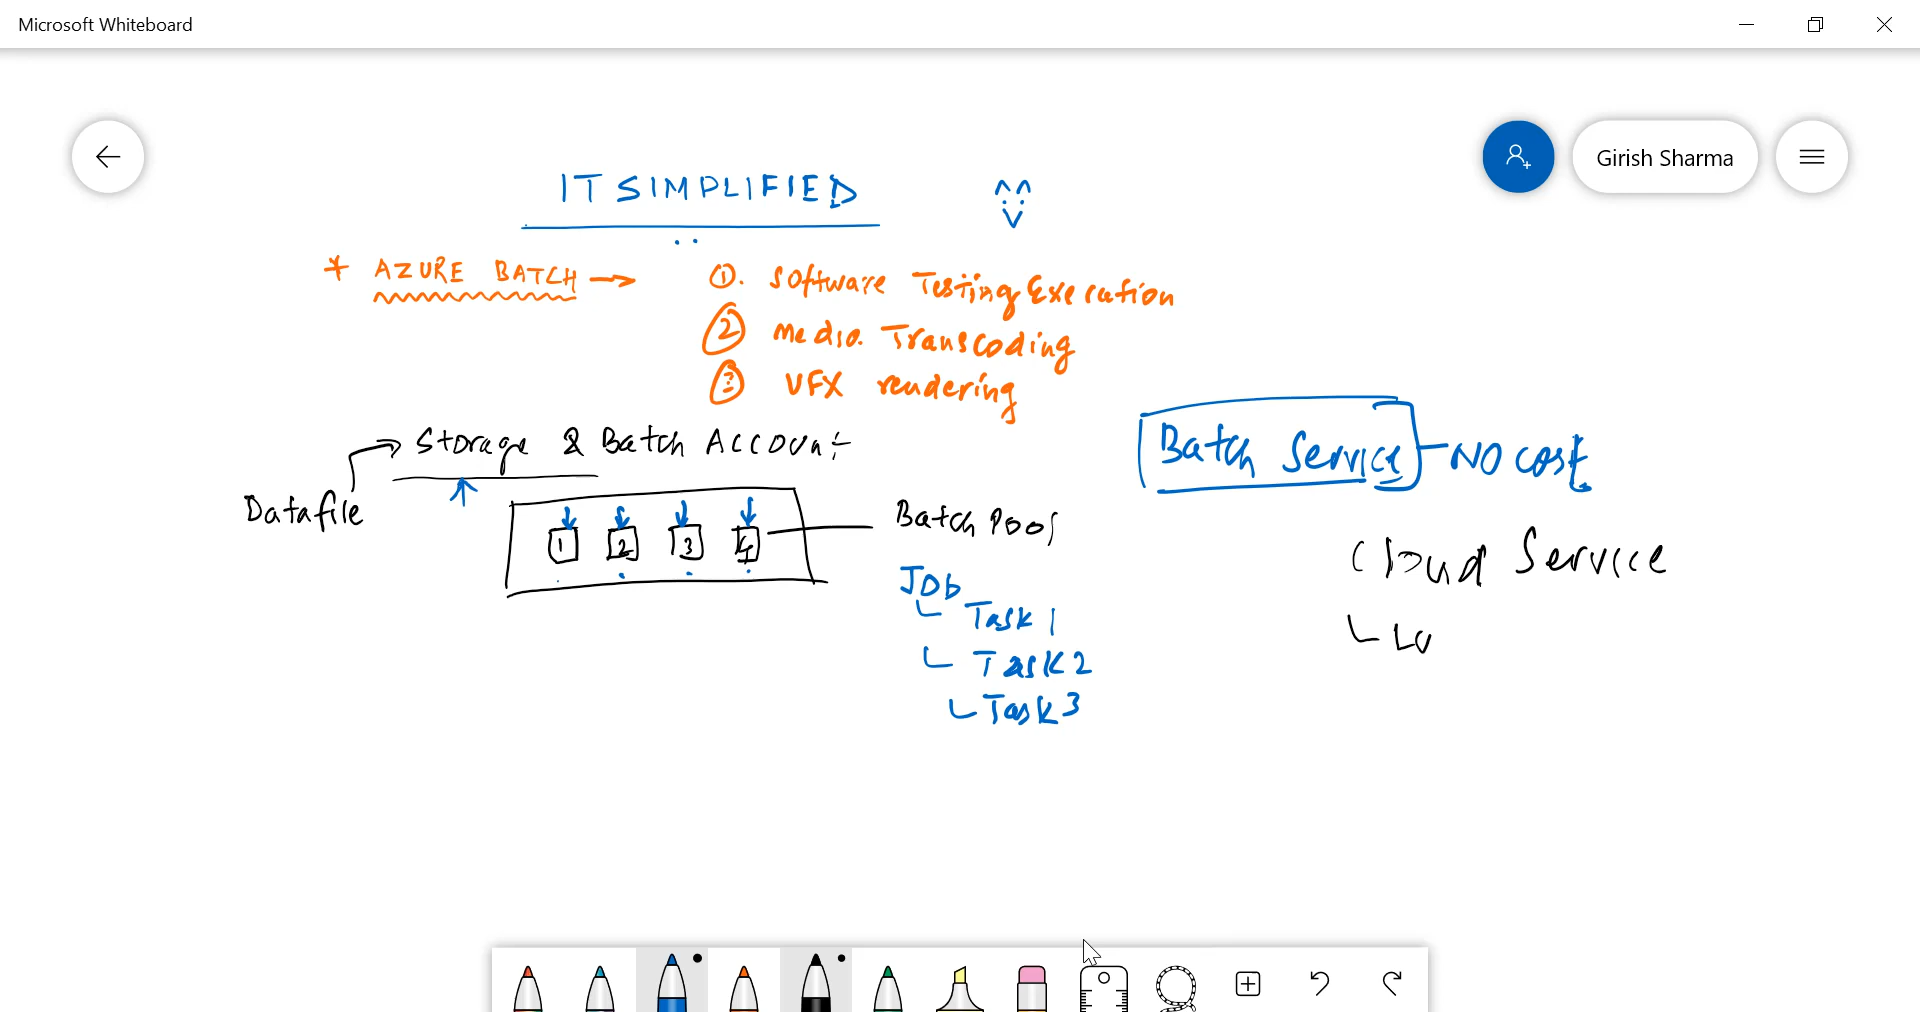 Microsoft Whiteboard
Girish Sharma
IT SIMPLIFIED
* AZURE BATCH →
①. Software Testing Execution
② Media Transcoding
③ VFX rendering
Storage & Batch Account
Datafile
1 2 3 4
Batch Pool
Job
Task 1
Task 2
Task 3
Batch Service - NO cost
Cloud Service